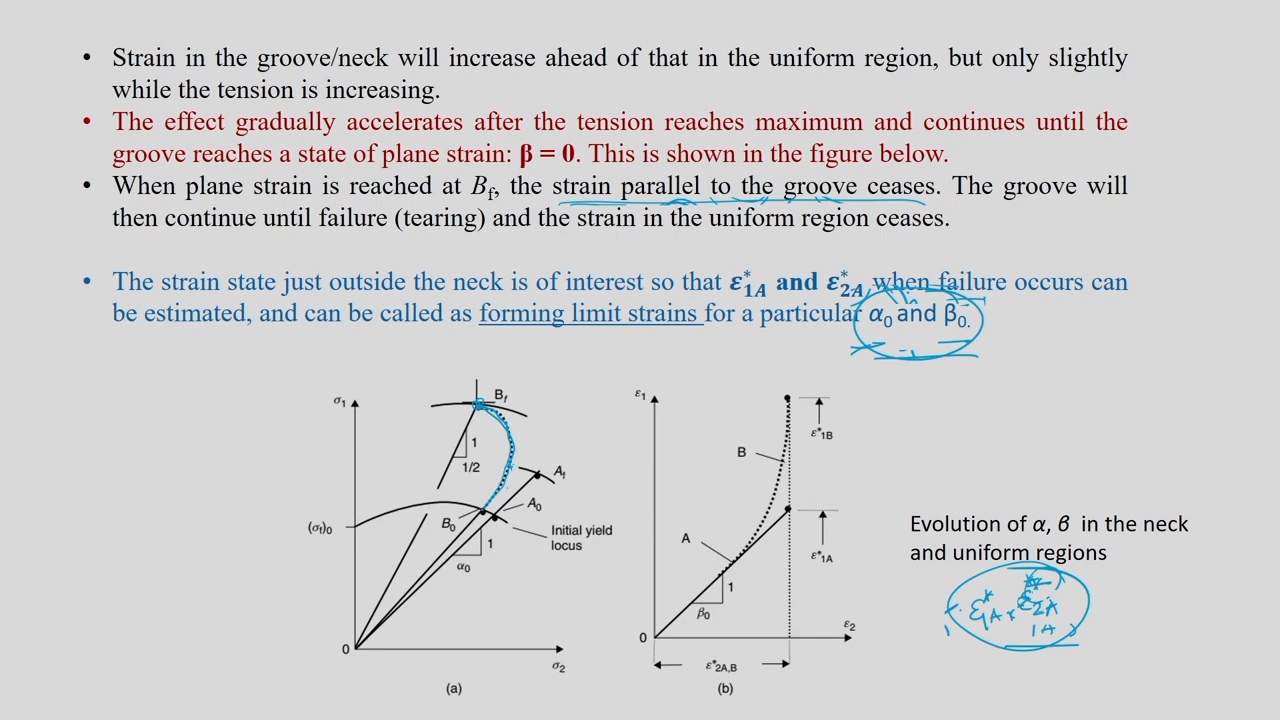 • Strain in the groove/neck will increase ahead of that in the uniform region, but only slightly
while the tension is increasing.
• The effect gradually accelerates after the tension reaches maximum and continues until the
groove reaches a state of plane strain: β = 0. This is shown in the figure below.
• When plane strain is reached at Bf, the strain parallel to the groove ceases. The groove will
then continue until failure (tearing) and the strain in the uniform region ceases.
• The strain state just outside the neck is of interest so that ε*1A and ε*2A, when failure occurs can
be estimated, and can be called as forming limit strains for a particular α0 and β0.
σ1
Bf
1
1/2
Af
A0
(σf)0
B0
Initial yield
locus
1
α0
0
σ2
(a)
ε1
ε*1B
B
A
ε*1A
1
β0
ε2
0
ε*2A,B
(b)
Evolution of α, β in the neck
and uniform regions
ε*1A, ε*2A
1A